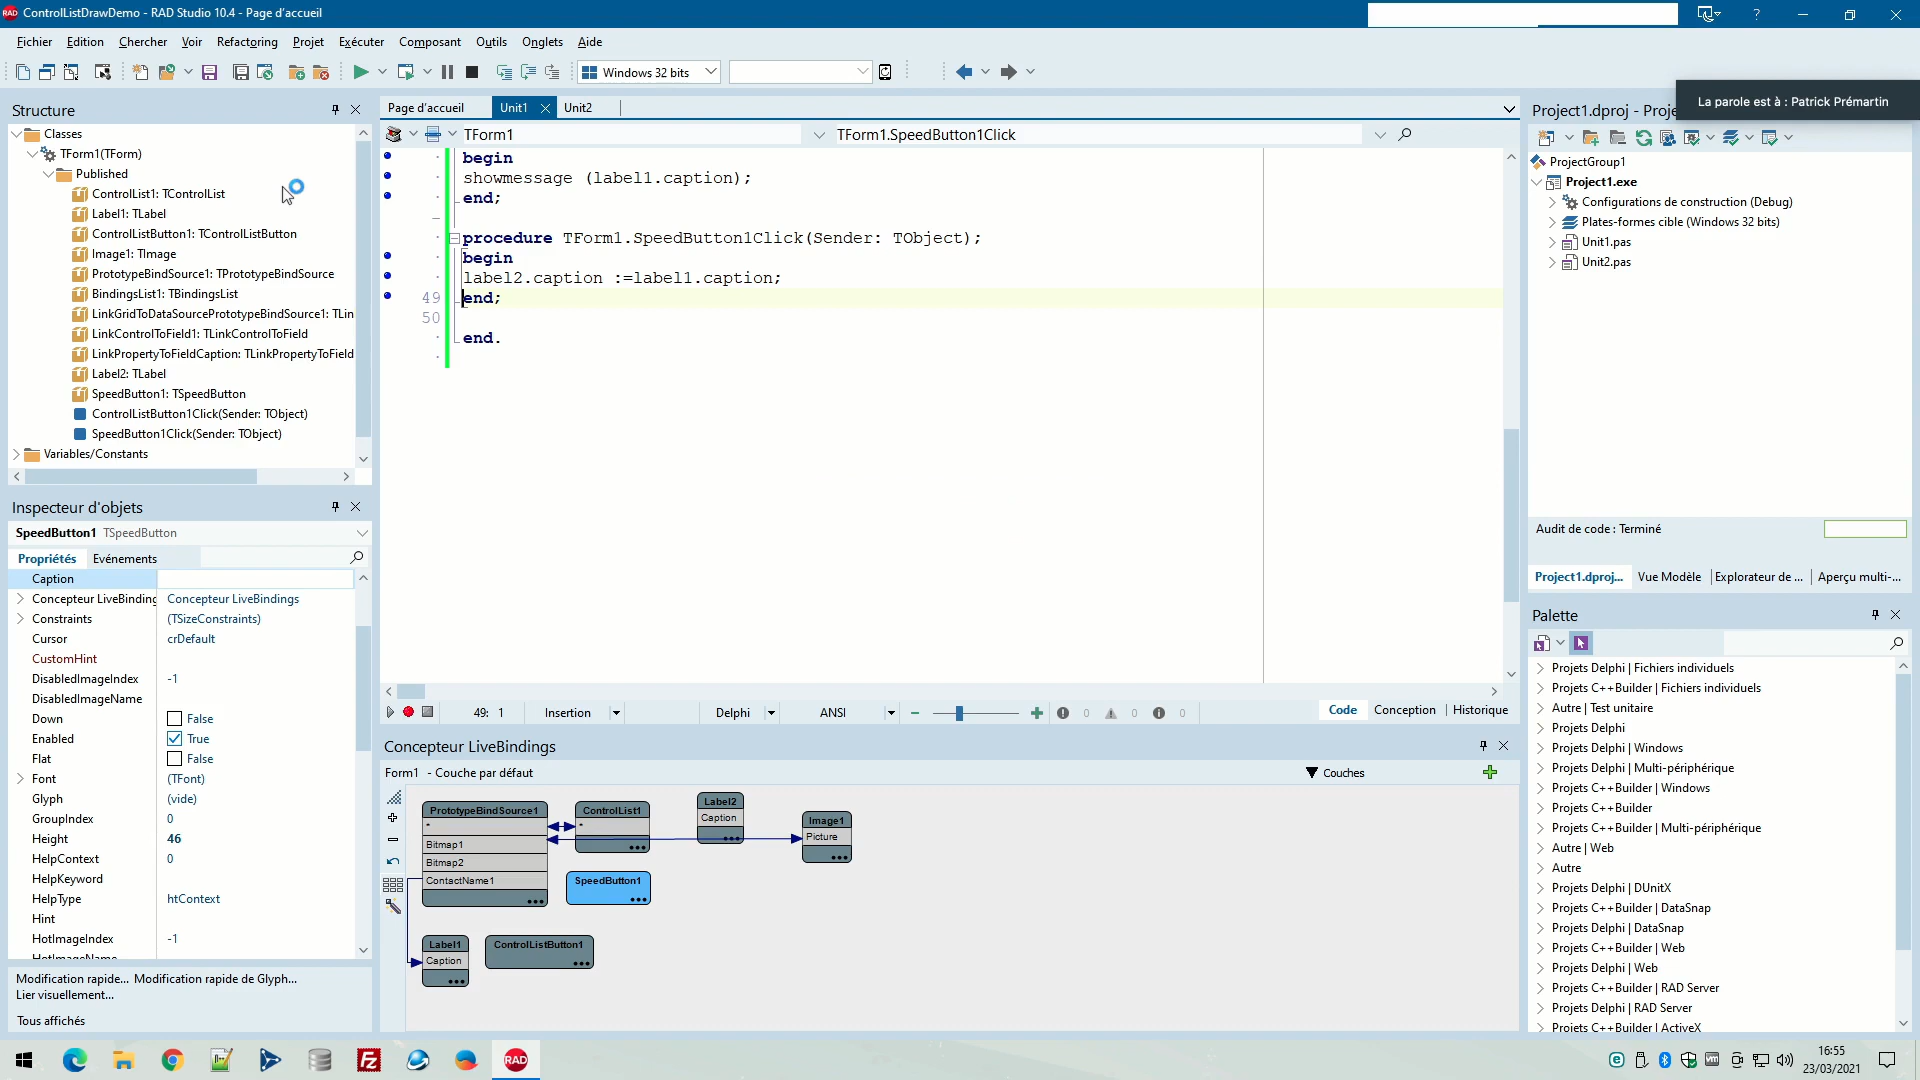 ControlListDrawDemo - RAD Studio 10.4 - Page d'accueil
Fichier Edition Chercher Voir Refactoring Projet Exécuter Composant Outils Onglets Aide
Windows 32 bits
Structure
Classes
TForm1(TForm)
Published
ControlList1: TControlList
Label1: TLabel
ControlListButton1: TControlListButton
Image1: TImage
PrototypeBindSource1: TPrototypeBindSource
BindingsList1: TBindingsList
LinkGridToDataSourcePrototypeBindSource1: TLin
LinkControlToField1: TLinkControlToField
LinkPropertyToFieldCaption: TLinkPropertyToField
Label2: TLabel
SpeedButton1: TSpeedButton
ControlListButton1Click(Sender: TObject)
SpeedButton1Click(Sender: TObject)
Variables/Constants
Inspecteur d'objets
SpeedButton1 TSpeedButton
Propriétés Evénements
Caption
Concepteur LiveBinding Concepteur LiveBindings
Constraints (TSizeConstraints)
Cursor crDefault
CustomHint
DisabledImageIndex -1
DisabledImageName
Down False
Enabled True
Flat False
Font (TFont)
Glyph (vide)
GroupIndex 0
Height 46
HelpContext 0
HelpKeyword
HelpType htContext
Hint
HotImageIndex -1
HotImageName
Modification rapide... Modification rapide de Glyph...
Lier visuellement...
Tous affichés
Page d'accueil Unit1 Unit2
TForm1 TForm1.SpeedButton1Click
begin
showmessage (label1.caption);
end;
procedure TForm1.SpeedButton1Click(Sender: TObject);
begin
label2.caption :=label1.caption;
49 end;
50
end.
49: 1 Insertion Delphi ANSI 0 0 0 Code Conception Historique
Concepteur LiveBindings
Form1 - Couche par défaut Couches
PrototypeBindSource1
*
Bitmap1
Bitmap2
ContactName1
ControlList1
*
Label2
Caption
Image1
Picture
SpeedButton1
Label1
Caption
ControlListButton1
La parole est à : Patrick Prémartin
Project1.dproj - Proje
ProjectGroup1
Project1.exe
Configurations de construction (Debug)
Plates-formes cible (Windows 32 bits)
Unit1.pas
Unit2.pas
Audit de code : Terminé
Project1.dproj... Vue Modèle Explorateur de ... Aperçu multi-...
Palette
Projets Delphi | Fichiers individuels
Projets C++Builder | Fichiers individuels
Autre | Test unitaire
Projets Delphi
Projets Delphi | Windows
Projets Delphi | Multi-périphérique
Projets C++Builder | Windows
Projets C++Builder
Projets C++Builder | Multi-périphérique
Autre | Web
Autre
Projets Delphi | DUnitX
Projets C++Builder | DataSnap
Projets Delphi | DataSnap
Projets C++Builder | Web
Projets Delphi | Web
Projets C++Builder | RAD Server
Projets Delphi | RAD Server
Projets C++Builder | ActiveX
RAD
16:55
23/03/2021